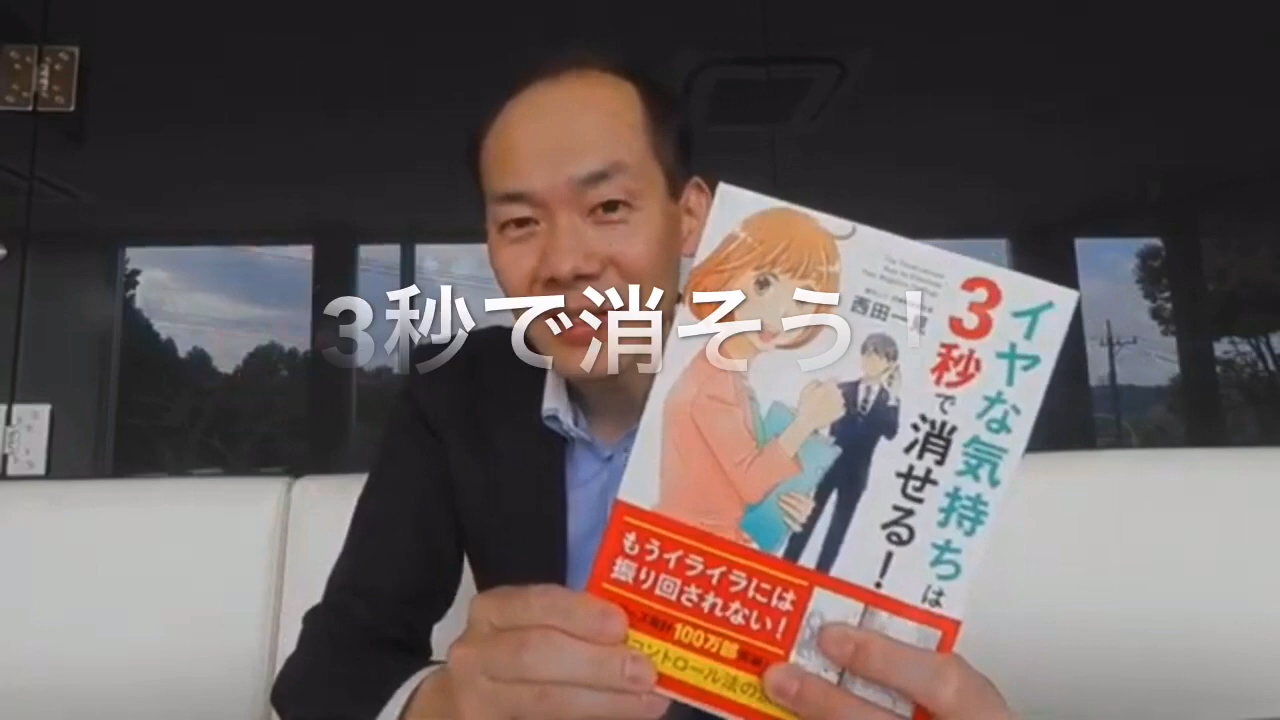 3秒で消そう！
イヤな気持ちは
3秒で消せる！
西田一見
もうイライラには
振り回されない！
100万部
コントロール法の